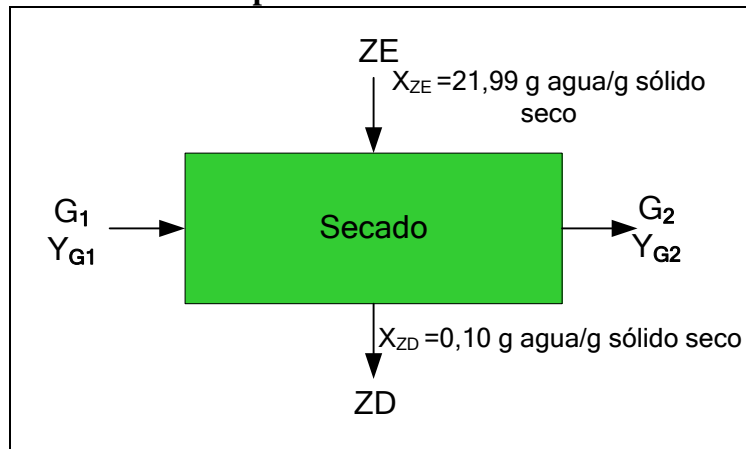 ZE
X_ZE =21,99 g agua/g sólido
seco
G1
Y_G1
Secado
G2
Y_G2
X_ZD =0,10 g agua/g sólido seco
ZD